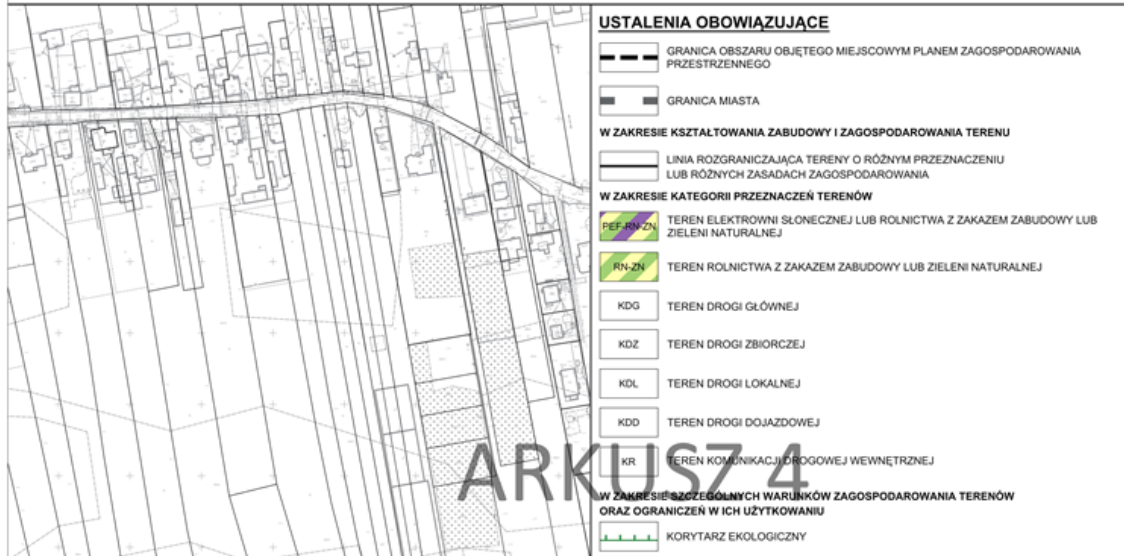 USTALENIA OBOWIĄZUJĄCE
GRANICA OBSZARU OBJĘTEGO MIEJSCOWYM PLANEM ZAGOSPODAROWANIA
PRZESTRZENNEGO
GRANICA MIASTA
W ZAKRESIE KSZTAŁTOWANIA ZABUDOWY I ZAGOSPODAROWANIA TERENU
LINIA ROZGRANICZAJĄCA TERENY O RÓŻNYM PRZEZNACZENIU
LUB RÓŻNYCH ZASADACH ZAGOSPODAROWANIA
W ZAKRESIE KATEGORII PRZEZNACZEŃ TERENÓW
PEF-RN-ZN TEREN ELEKTROWNI SŁONECZNEJ LUB ROLNICTWA Z ZAKAZEM ZABUDOWY LUB
ZIELENI NATURALNEJ
RN-ZN TEREN ROLNICTWA Z ZAKAZEM ZABUDOWY LUB ZIELENI NATURALNEJ
KDG TEREN DROGI GŁÓWNEJ
KDZ TEREN DROGI ZBIORCZEJ
KDL TEREN DROGI LOKALNEJ
KDD TEREN DROGI DOJAZDOWEJ
KR TEREN KOMUNIKACJI DROGOWEJ WEWNĘTRZNEJ
ARKUSZ 4
W ZAKRESIE SZCZEGÓLNYCH WARUNKÓW ZAGOSPODAROWANIA TERENÓW
ORAZ OGRANICZEŃ W ICH UŻYTKOWANIU
KORYTARZ EKOLOGICZNY